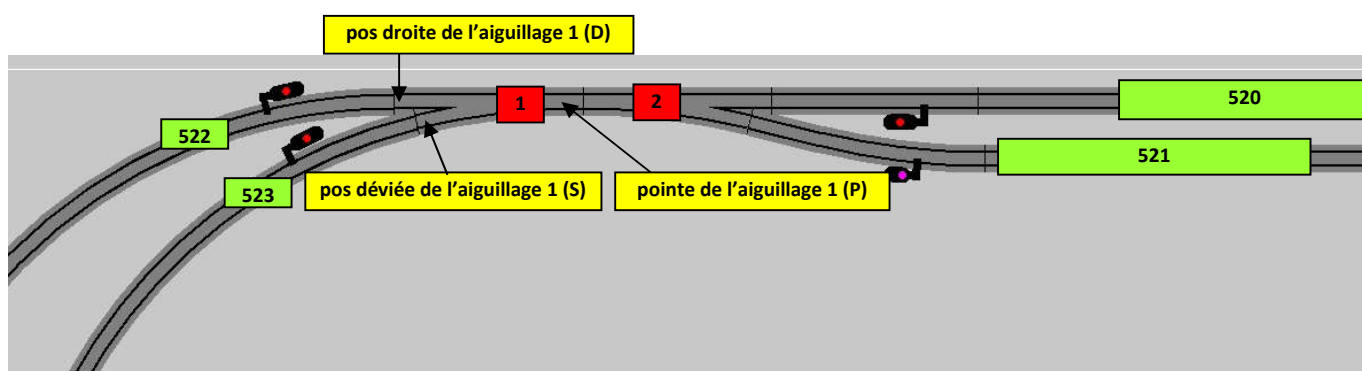 pos droite de l'aiguillage 1 (D)
1
2
520
522
521
523
pos déviée de l'aiguillage 1 (S)
pointe de l'aiguillage 1 (P)